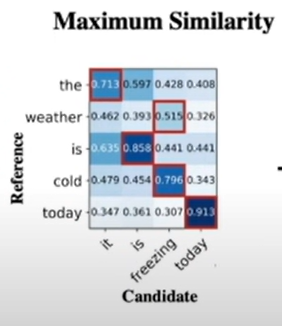 Maximum Similarity
the 0.713 0.597 0.428 0.408
weather 0.462 0.393 0.515 0.326
is 0.635 0.858 0.441 0.441
cold 0.479 0.454 0.796 0.343
today 0.347 0.361 0.307 0.913
Reference
it is freezing today
Candidate